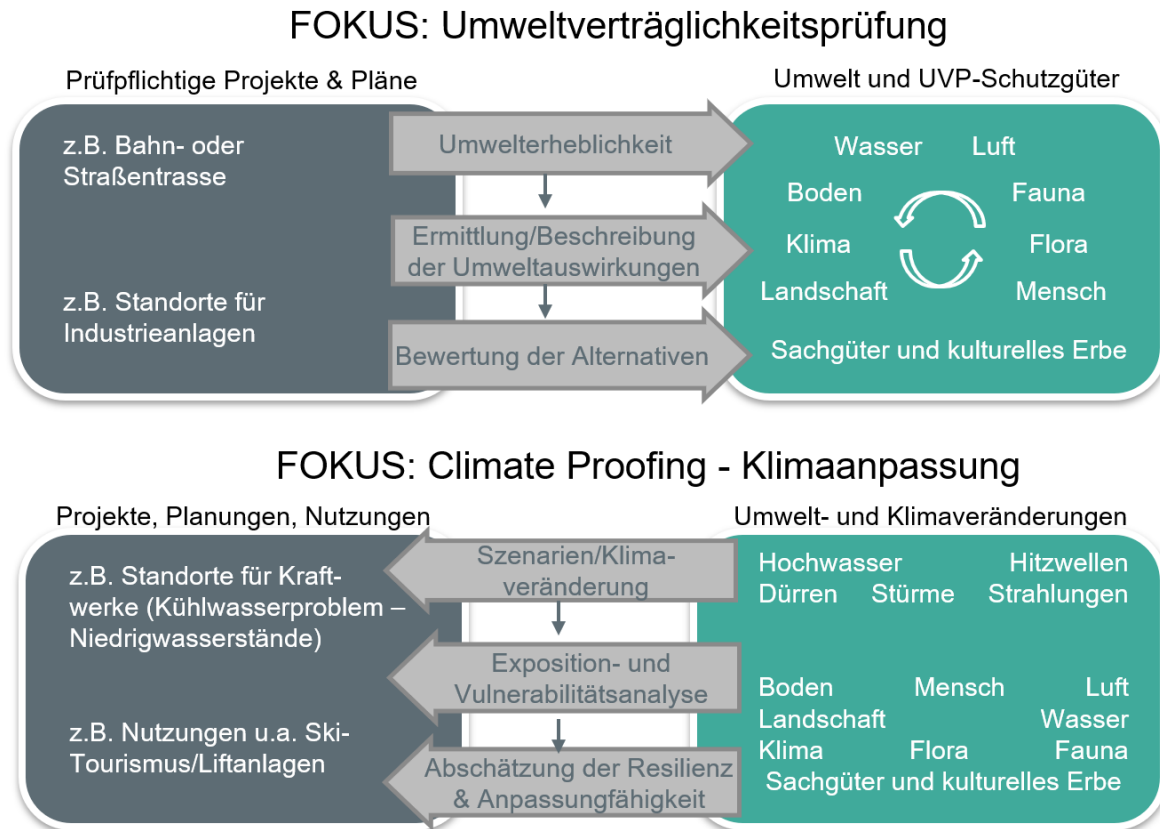 FOKUS: Umweltverträglichkeitsprüfung
Prüfpflichtige Projekte & Pläne
z.B. Bahn- oder
Straßentrasse
z.B. Standorte für
Industrieanlagen
Umwelterheblichkeit
Ermittlung/Beschreibung
der Umweltauswirkungen
Bewertung der Alternativen
Umwelt und UVP-Schutzgüter
Wasser Luft
Boden Fauna
Klima Flora
Landschaft Mensch
Sachgüter und kulturelles Erbe
FOKUS: Climate Proofing - Klimaanpassung
Projekte, Planungen, Nutzungen
z.B. Standorte für Kraft-
werke (Kühlwasserproblem –
Niedrigwasserstände)
z.B. Nutzungen u.a. Ski-
Tourismus/Liftanlagen
Szenarien/Klima-
veränderung
Exposition- und
Vulnerabilitätsanalyse
Abschätzung der Resilienz
& Anpassungfähigkeit
Umwelt- und Klimaveränderungen
Hochwasser Hitzwellen
Dürren Stürme Strahlungen
Boden Mensch Luft
Landschaft Wasser
Klima Flora Fauna
Sachgüter und kulturelles Erbe